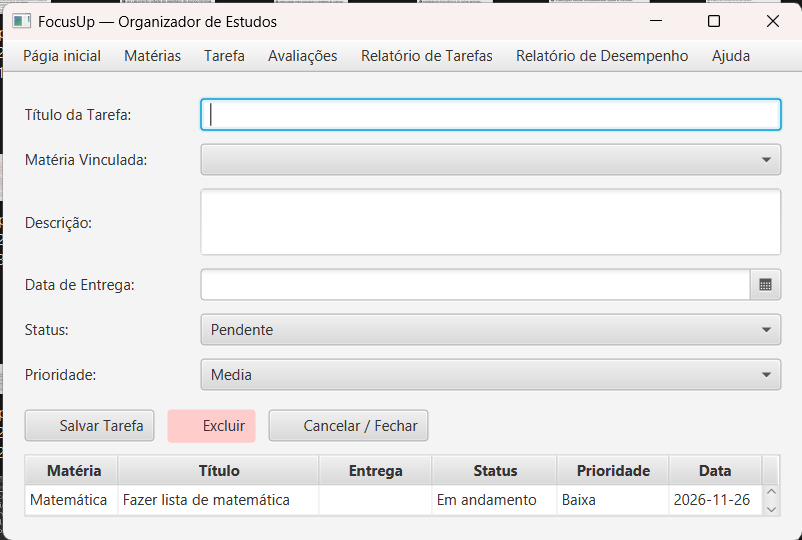 FocusUp — Organizador de Estudos
Págia inicial Matérias Tarefa Avaliações Relatório de Tarefas Relatório de Desempenho Ajuda
Título da Tarefa:
Matéria Vinculada:
Descrição:
Data de Entrega:
Status: Pendente
Prioridade: Media
Salvar Tarefa Excluir Cancelar / Fechar
Matéria Título Entrega Status Prioridade Data
Matemática Fazer lista de matemática Em andamento Baixa 2026-11-26